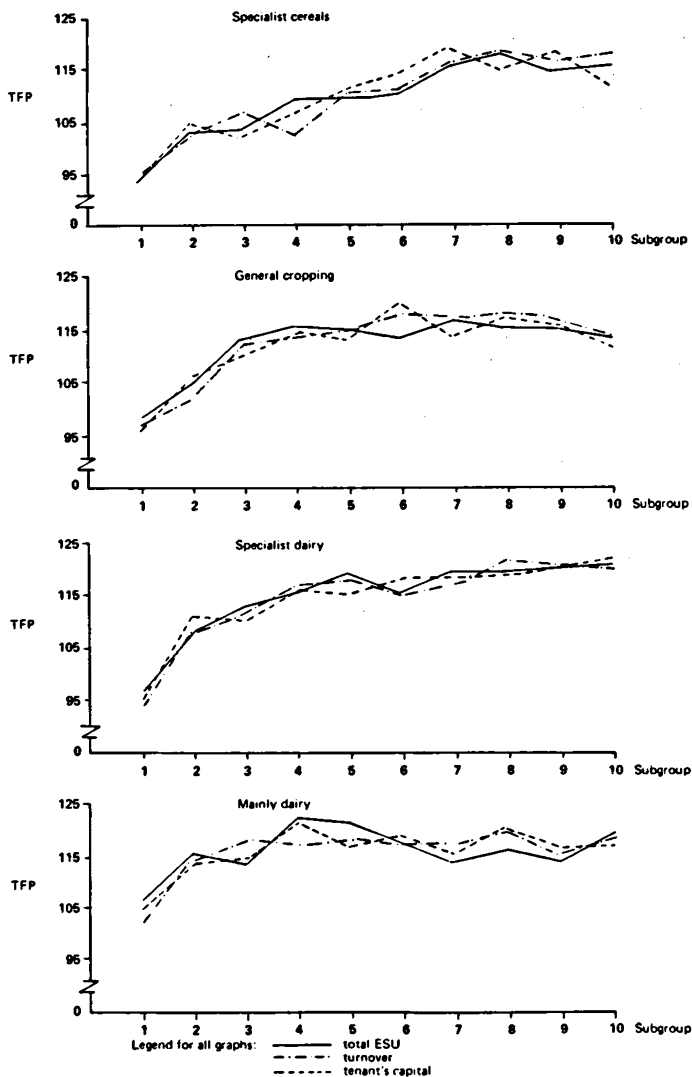 Specialist cereals
125
115
TFP
105
95
0
1 2 3 4 5 6 7 8 9 10 Subgroup
General cropping
125
115
TFP
105
95
0
1 2 3 4 5 6 7 8 9 10 Subgroup
Specialist dairy
125
115
TFP
105
95
0
1 2 3 4 5 6 7 8 9 10 Subgroup
Mainly dairy
125
115
TFP
105
95
0
1 2 3 4 5 6 7 8 9 10 Subgroup
Legend for all graphs: total ESU
turnover
tenant's capital